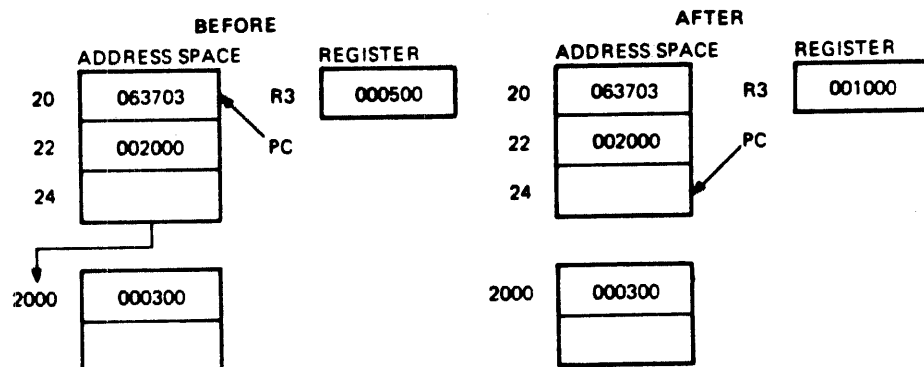 BEFORE
ADDRESS SPACE REGISTER
20 063703 R3 000500
22 002000 PC
24
2000 000300
AFTER
ADDRESS SPACE REGISTER
20 063703 R3 001000
22 002000 PC
24
2000 000300